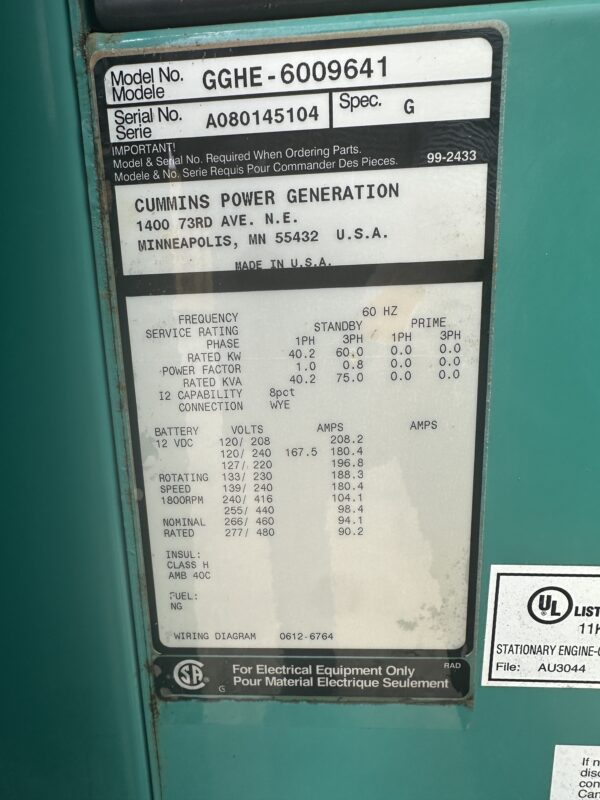 Model No. GGHE-6009641
Modele
Serial No. A080145104 Spec. G
Serie
IMPORTANT!
Model & Serial No. Required When Ordering Parts.
Modele & No. Serie Requis Pour Commander Des Pieces. 99-2433
CUMMINS POWER GENERATION
1400 73RD AVE. N.E.
MINNEAPOLIS, MN 55432 U.S.A.
MADE IN U.S.A.
FREQUENCY 60 HZ
SERVICE RATING STANDBY PRIME
PHASE 1PH 3PH 1PH 3PH
RATED KW 40.2 60.0 0.0 0.0
POWER FACTOR 1.0 0.8 0.0 0.0
RATED KVA 40.2 75.0 0.0 0.0
I2 CAPABILITY 8pct
CONNECTION WYE
BATTERY VOLTS AMPS AMPS
12 VDC 120/ 208 208.2
120/ 240 167.5 180.4
127/ 220 196.8
ROTATING 133/ 230 188.3
SPEED 139/ 240 180.4
1800RPM 240/ 416 104.1
255/ 440 98.4
NOMINAL 266/ 460 94.1
RATED 277/ 480 90.2
INSUL:
CLASS H
AMB 40C
FUEL:
NG
WIRING DIAGRAM 0612-6764
CSA For Electrical Equipment Only RAD
G Pour Material Electrique Seulement
UL LIST
11H
STATIONARY ENGINE-
File: AU3044
If
disc
con
Can